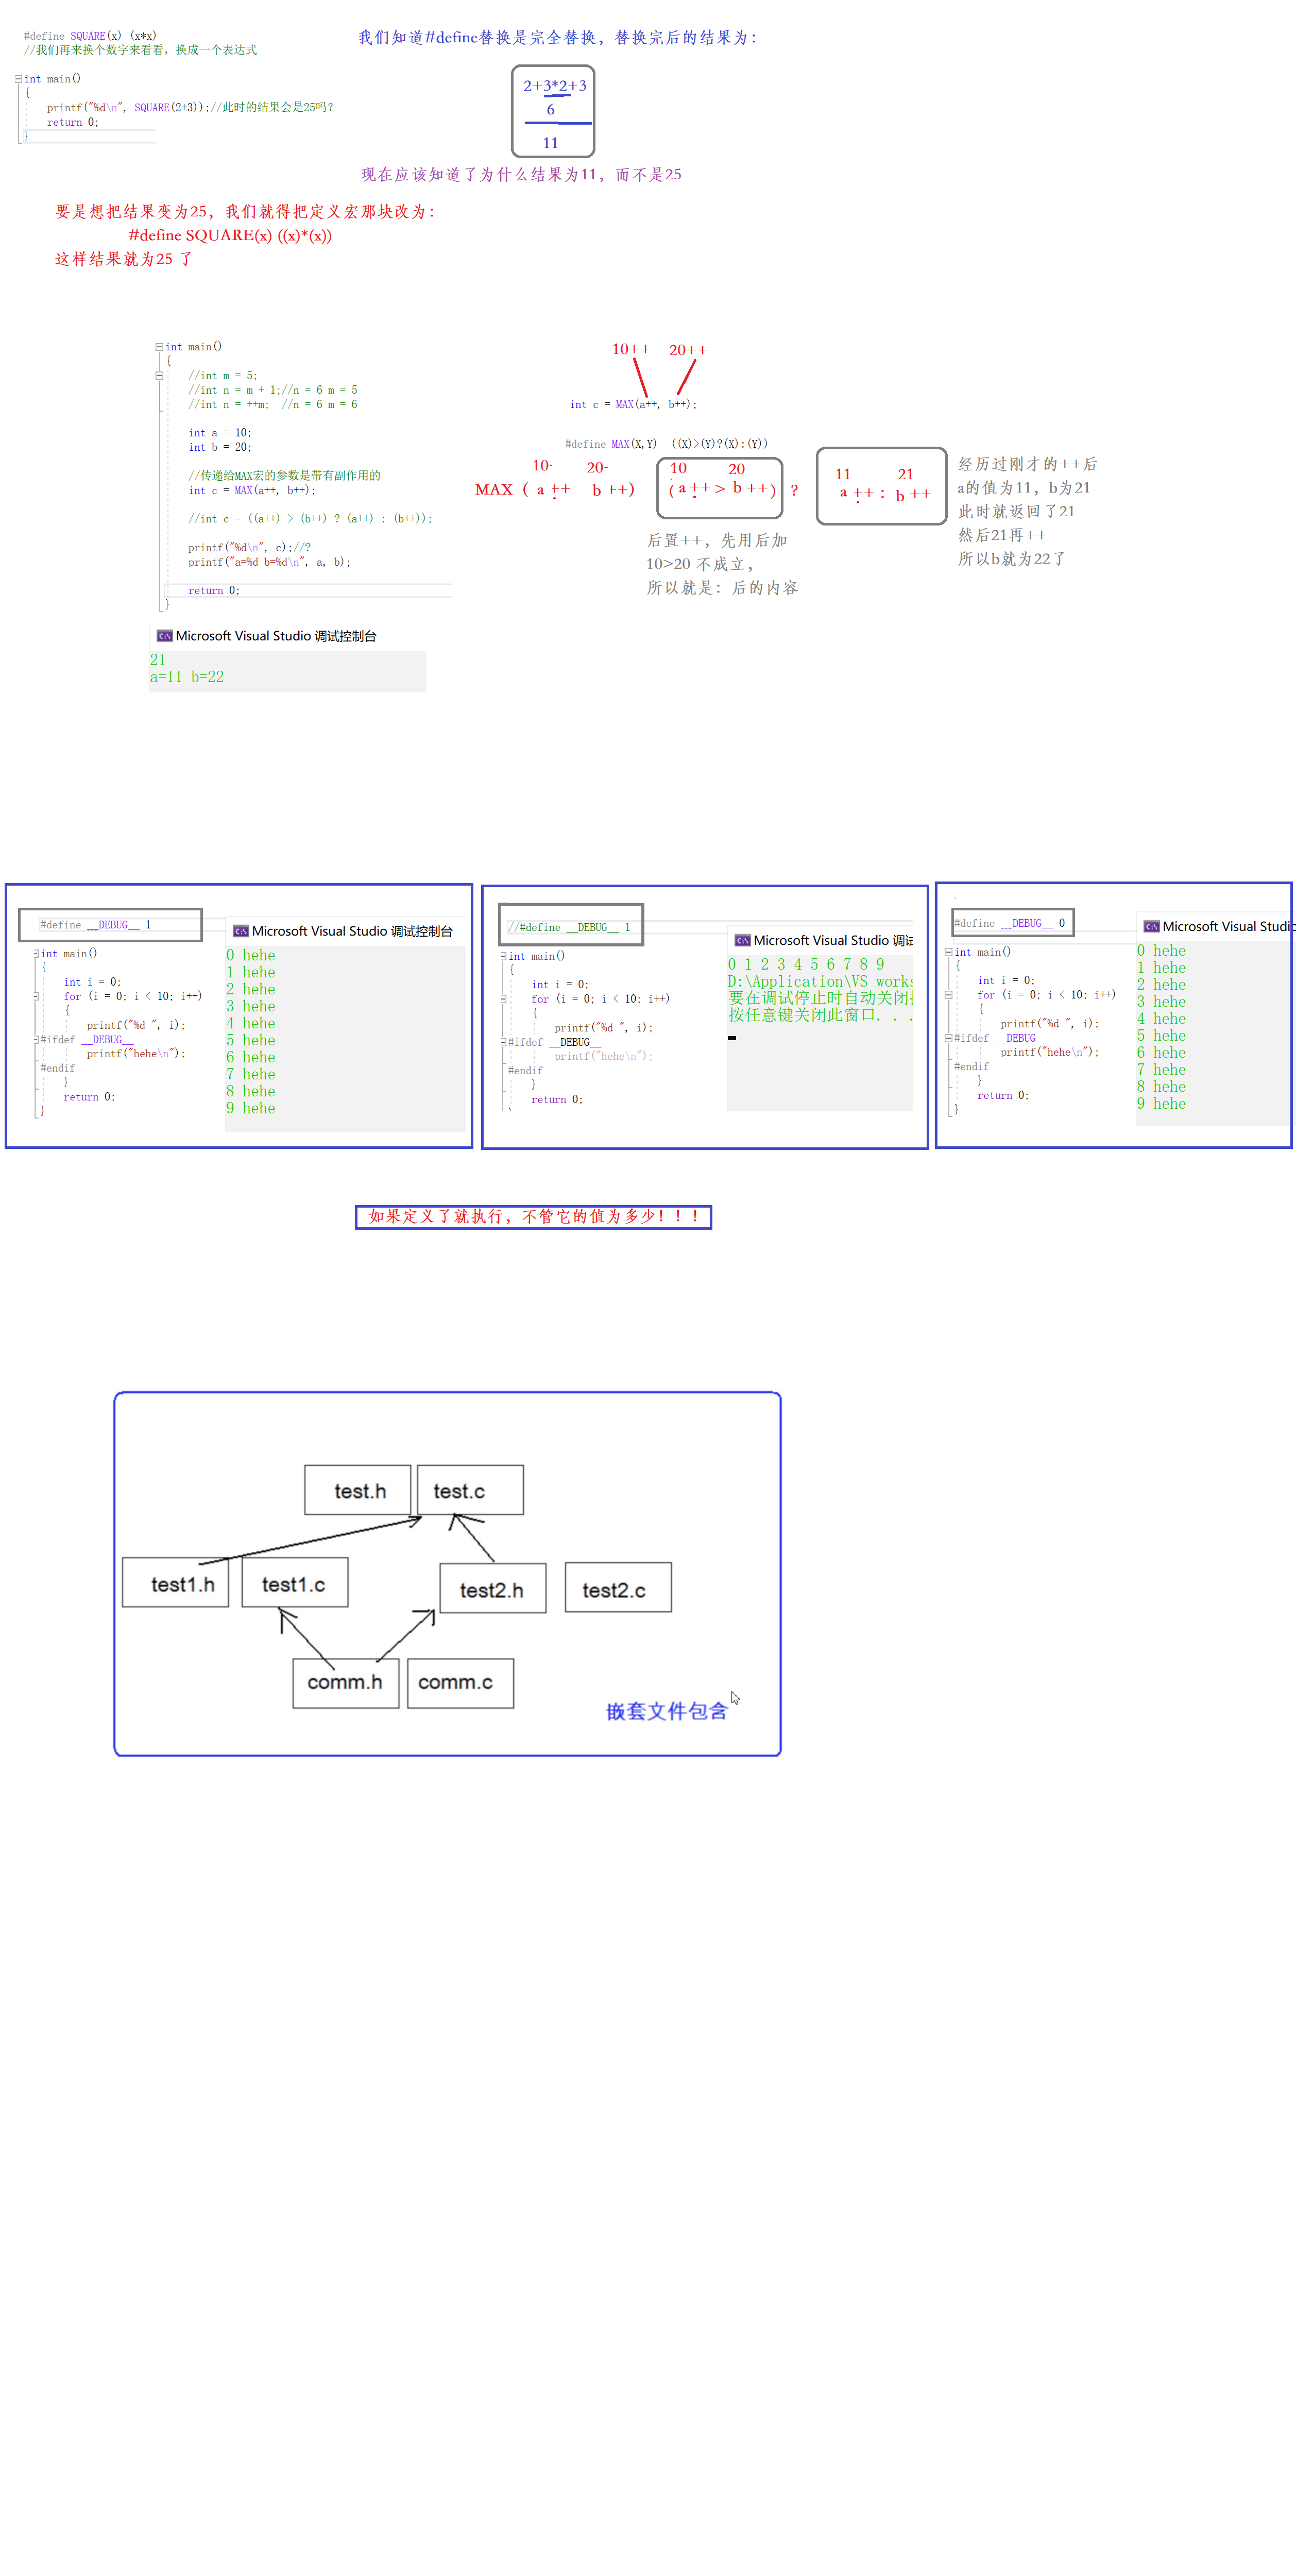 #define SQUARE(x) (x*x)
//我们再来换个数字来看看，换成一个表达式
int main()
{
printf("%d\n", SQUARE(2+3));//此时的结果会是25吗?
return 0;
}
我们知道#define替换是完全替换，替换完后的结果为：
2+3*2+3
6
11
现在应该知道了为什么结果为11，而不是25
要是想把结果变为25，我们就得把定义宏那块改为：
#define SQUARE(x) ((x)*(x))
这样结果就为25 了
int main()
{
//int m = 5;
//int n = m + 1;//n = 6 m = 5
//int n = ++m;  //n = 6 m = 6
int a = 10;
int b = 20;
//传递给MAX宏的参数是带有副作用的
int c = MAX(a++, b++);
//int c = ((a++) > (b++) ? (a++) : (b++));
printf("%d\n", c);//?
printf("a=%d b=%d\n", a, b);
return 0;
}
Microsoft Visual Studio 调试控制台
21
a=11 b=22
10++ 20++
int c = MAX(a++, b++);
#define MAX(X,Y) ((X)>(Y)?(X):(Y))
10 20 10 20 11 21
MAX ( a ++ b ++) ( a ++ > b ++) ? a ++ : b ++
后置++，先用后加
10>20 不成立，
所以就是：后的内容
经历过刚才的++后
a的值为11，b为21
此时就返回了21
然后21再++
所以b就为22了
#define __DEBUG__ 1
int main()
{
int i = 0;
for (i = 0; i < 10; i++)
{
printf("%d ", i);
#ifdef __DEBUG__
printf("hehe\n");
#endif
}
return 0;
}
Microsoft Visual Studio 调试控制台
0 hehe
1 hehe
2 hehe
3 hehe
4 hehe
5 hehe
6 hehe
7 hehe
8 hehe
9 hehe
//#define __DEBUG__ 1
int main()
{
int i = 0;
for (i = 0; i < 10; i++)
{
printf("%d ", i);
#ifdef __DEBUG__
printf("hehe\n");
#endif
}
return 0;
Microsoft Visual Studio 调试
0 1 2 3 4 5 6 7 8 9
D:\Application\VS works
要在调试停止时自动关闭
按任意键关闭此窗口. . .
#define __DEBUG__ 0
int main()
{
int i = 0;
for (i = 0; i < 10; i++)
{
printf("%d ", i);
#ifdef __DEBUG__
printf("hehe\n");
#endif
}
return 0;
}
Microsoft Visual Studio
0 hehe
1 hehe
2 hehe
3 hehe
4 hehe
5 hehe
6 hehe
7 hehe
8 hehe
9 hehe
如果定义了就执行，不管它的值为多少！！！
test.h test.c
test1.h test1.c test2.h test2.c
comm.h comm.c
嵌套文件包含